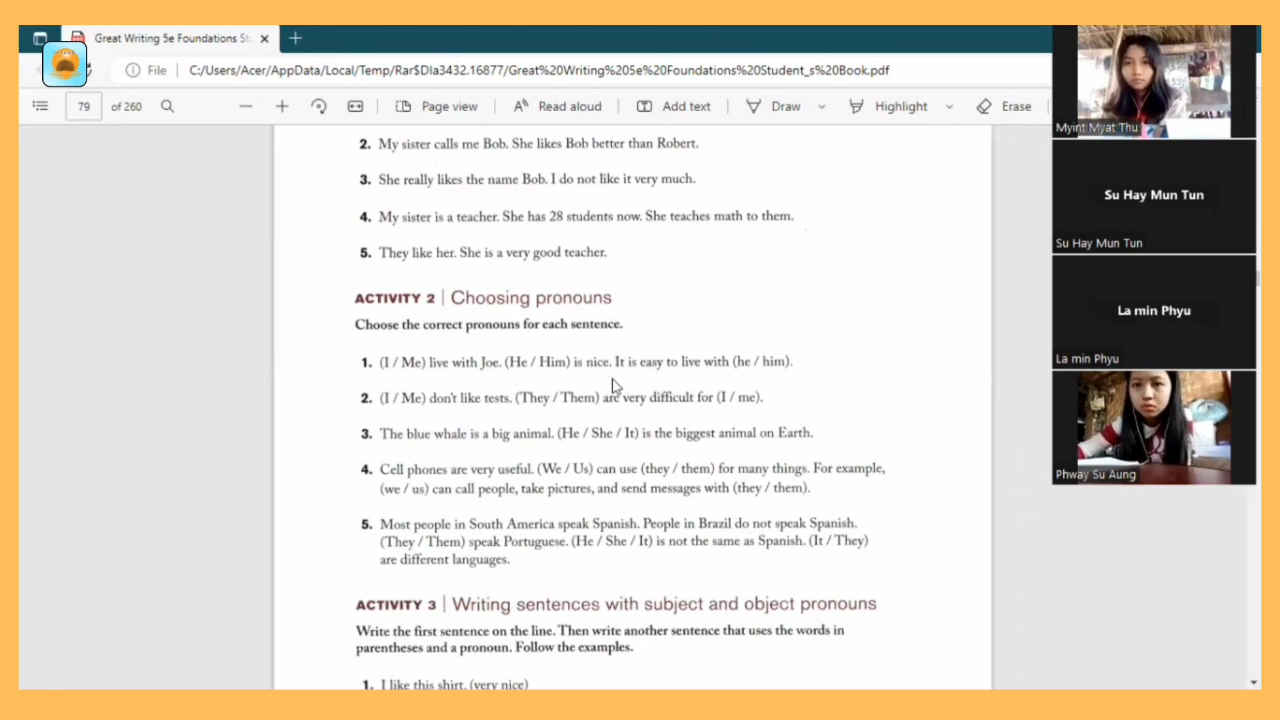 Great Writing 5e Foundations St
File
C:/Users/Acer/AppData/Local/Temp/Rar$DIa3432.16877/Great%20Writing%205e%20Foundations%20Student_s%20Book.pdf
79 of 260
Page view
Read aloud
Add text
Draw
Highlight
Erase
2. My sister calls me Bob. She likes Bob better than Robert.
3. She really likes the name Bob. I do not like it very much.
4. My sister is a teacher. She has 28 students now. She teaches math to them.
5. They like her. She is a very good teacher.
ACTIVITY 2 | Choosing pronouns
Choose the correct pronouns for each sentence.
1. (I / Me) live with Joe. (He / Him) is nice. It is easy to live with (he / him).
2. (I / Me) don't like tests. (They / Them) are very difficult for (I / me).
3. The blue whale is a big animal. (He / She / It) is the biggest animal on Earth.
4. Cell phones are very useful. (We / Us) can use (they / them) for many things. For example,
(we / us) can call people, take pictures, and send messages with (they / them).
5. Most people in South America speak Spanish. People in Brazil do not speak Spanish.
(They / Them) speak Portuguese. (He / She / It) is not the same as Spanish. (It / They)
are different languages.
ACTIVITY 3 | Writing sentences with subject and object pronouns
Write the first sentence on the line. Then write another sentence that uses the words in
parentheses and a pronoun. Follow the examples.
1. I like this shirt. (very nice)
Myint Myat Thu
Su Hay Mun Tun
Su Hay Mun Tun
La min Phyu
La min Phyu
Phway Su Aung